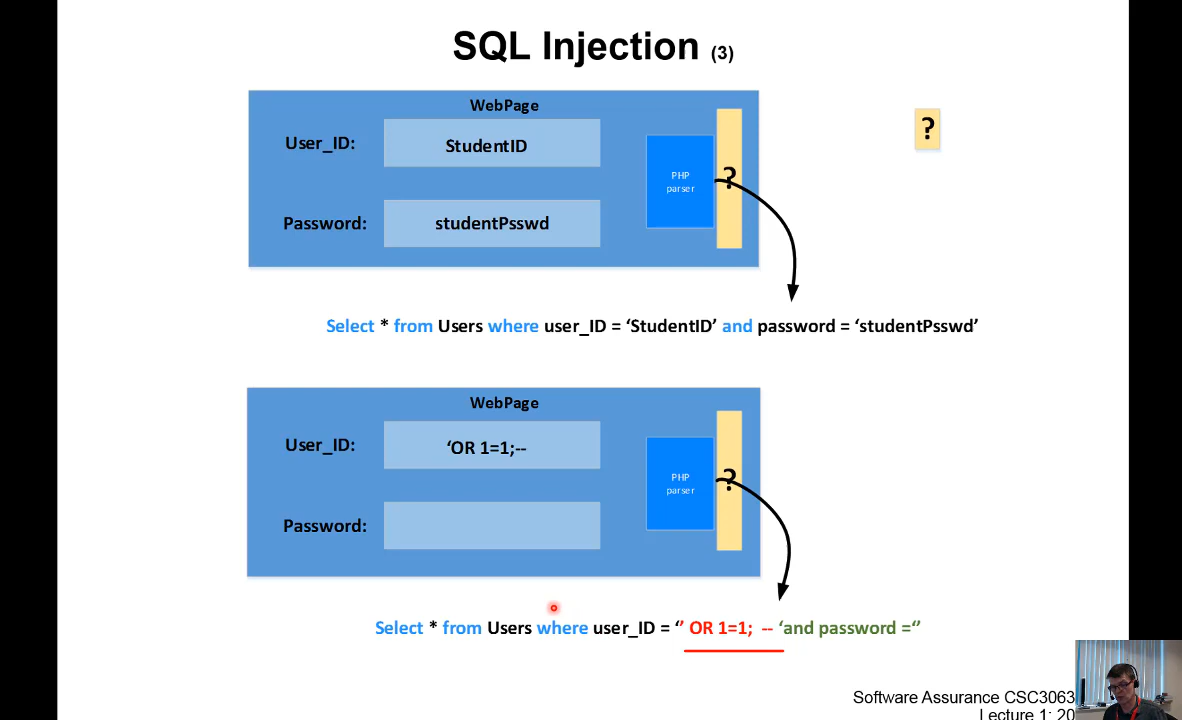 SQL Injection (3)
WebPage
User_ID:
StudentID
Password:
studentPsswd
PHP
parser
?
?
Select * from Users where user_ID = ‘StudentID’ and password = ‘studentPsswd’
WebPage
User_ID:
‘OR 1=1;--
Password:
PHP
parser
?
Select * from Users where user_ID = ‘’ OR 1=1;  -- ‘and password =‘’
Software Assurance CSC3063
Lecture 1: 20